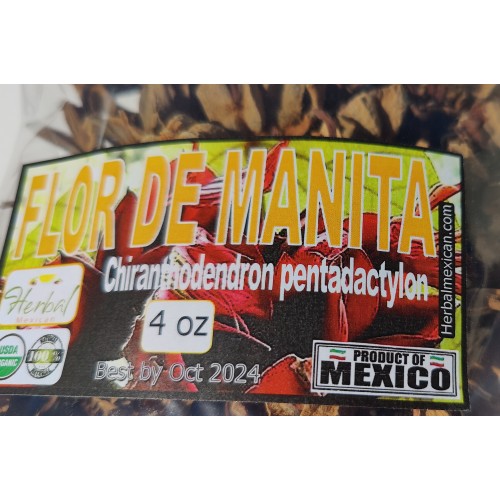 FLOR DE MANITA
Chiranthodendron pentadactylon
Herbal
4 oz
USDA
ORGANIC
100%
Best by Oct 2024
PRODUCT OF
MEXICO
Herbalmexican.com